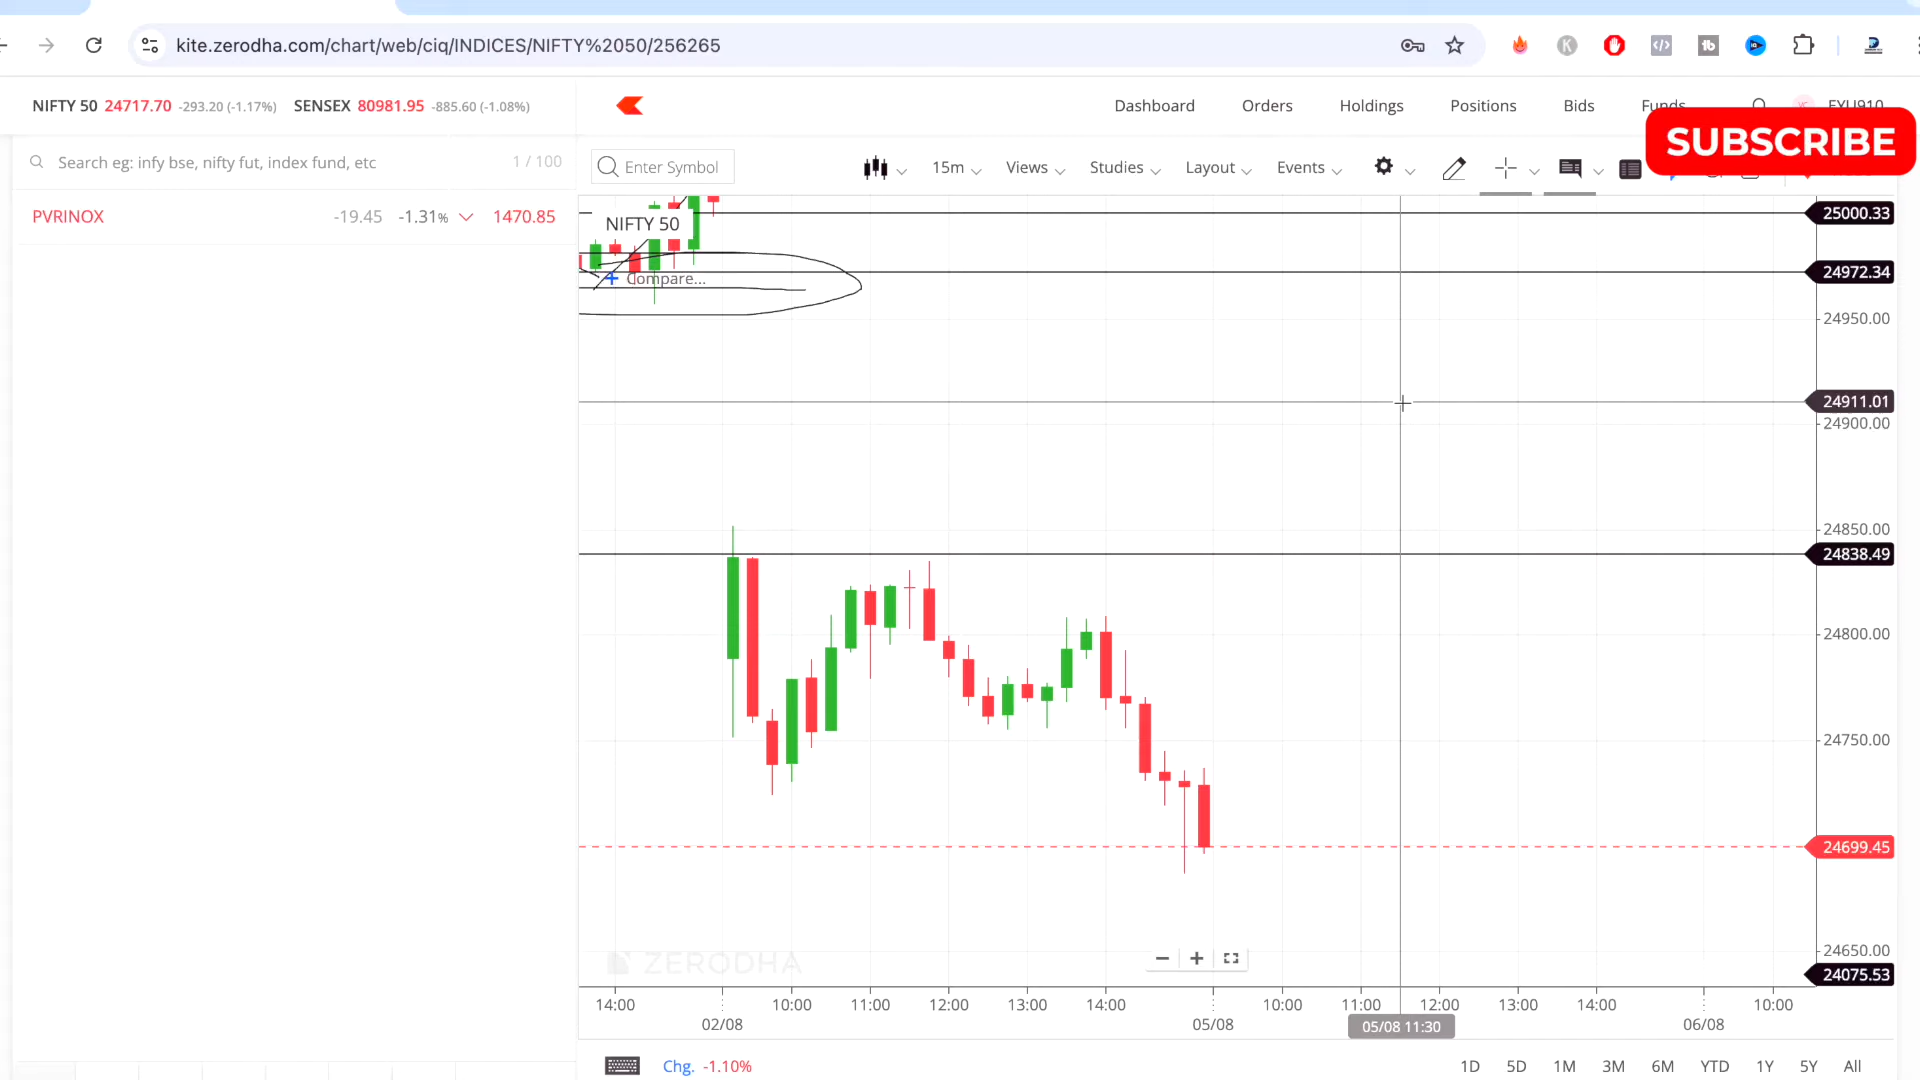 kite.zerodha.com/chart/web/ciq/INDICES/NIFTY%2050/256265
NIFTY 50 24717.70 -293.20 (-1.17%) SENSEX 80981.95 -885.60 (-1.08%)
Dashboard Orders Holdings Positions Bids Funds
SUBSCRIBE
Search eg: infy bse, nifty fut, index fund, etc 1 / 100
Enter Symbol 15m Views Studies Layout Events
PVRINOX -19.45 -1.31% 1470.85
NIFTY 50
Compare...
25000.33
24972.34
24950.00
24911.01
24900.00
24850.00
24838.49
24800.00
24750.00
24699.45
24650.00
24075.53
ZERODHA
14:00 10:00 11:00 12:00 13:00 14:00 10:00 11:00 12:00 13:00 14:00 10:00
02/08 05/08 05/08 11:30 06/08
Chg. -1.10%
1D 5D 1M 3M 6M YTD 1Y 5Y All